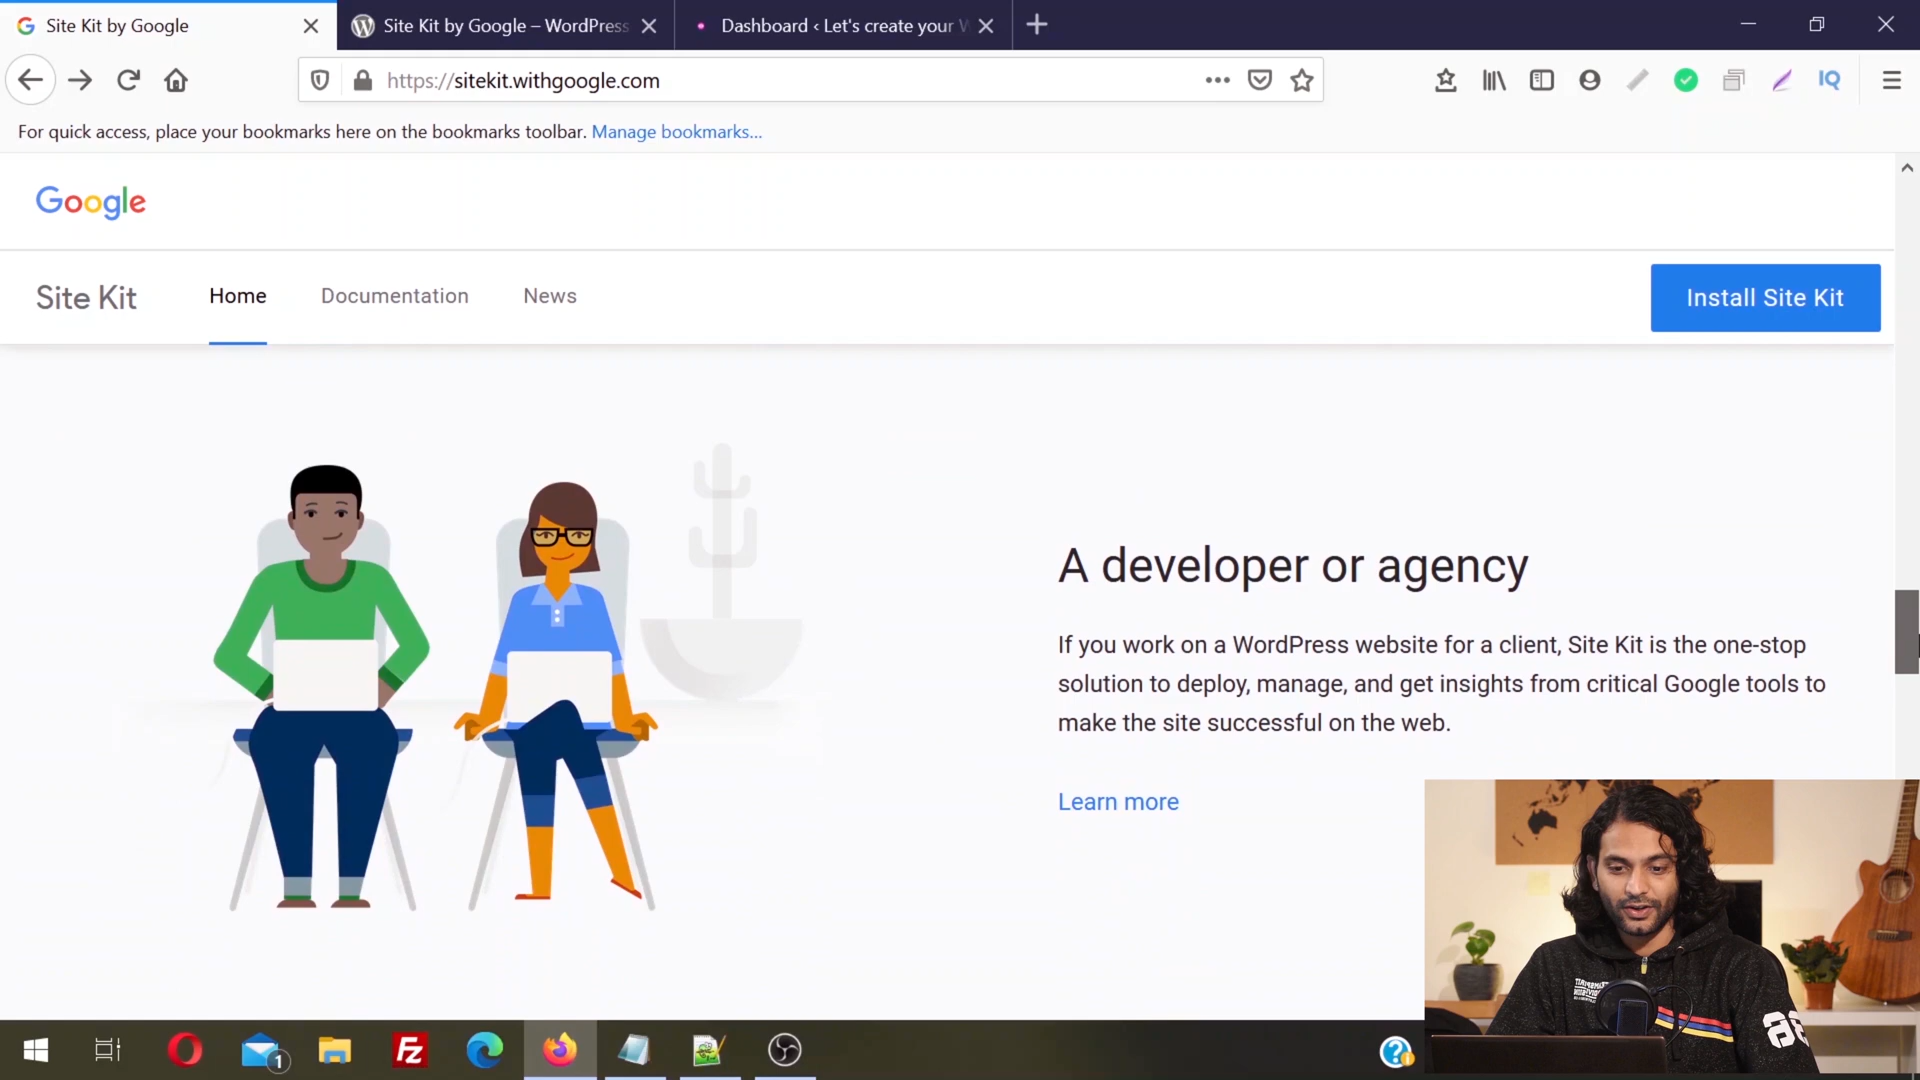 Site Kit by Google
Site Kit by Google – WordPress
Dashboard ‹ Let's create your W
https://sitekit.withgoogle.com
IQ
For quick access, place your bookmarks here on the bookmarks toolbar. Manage bookmarks...
Google
Site Kit
Home
Documentation
News
Install Site Kit
A developer or agency
If you work on a WordPress website for a client, Site Kit is the one-stop
solution to deploy, manage, and get insights from critical Google tools to
make the site successful on the web.
Learn more
1
Fz